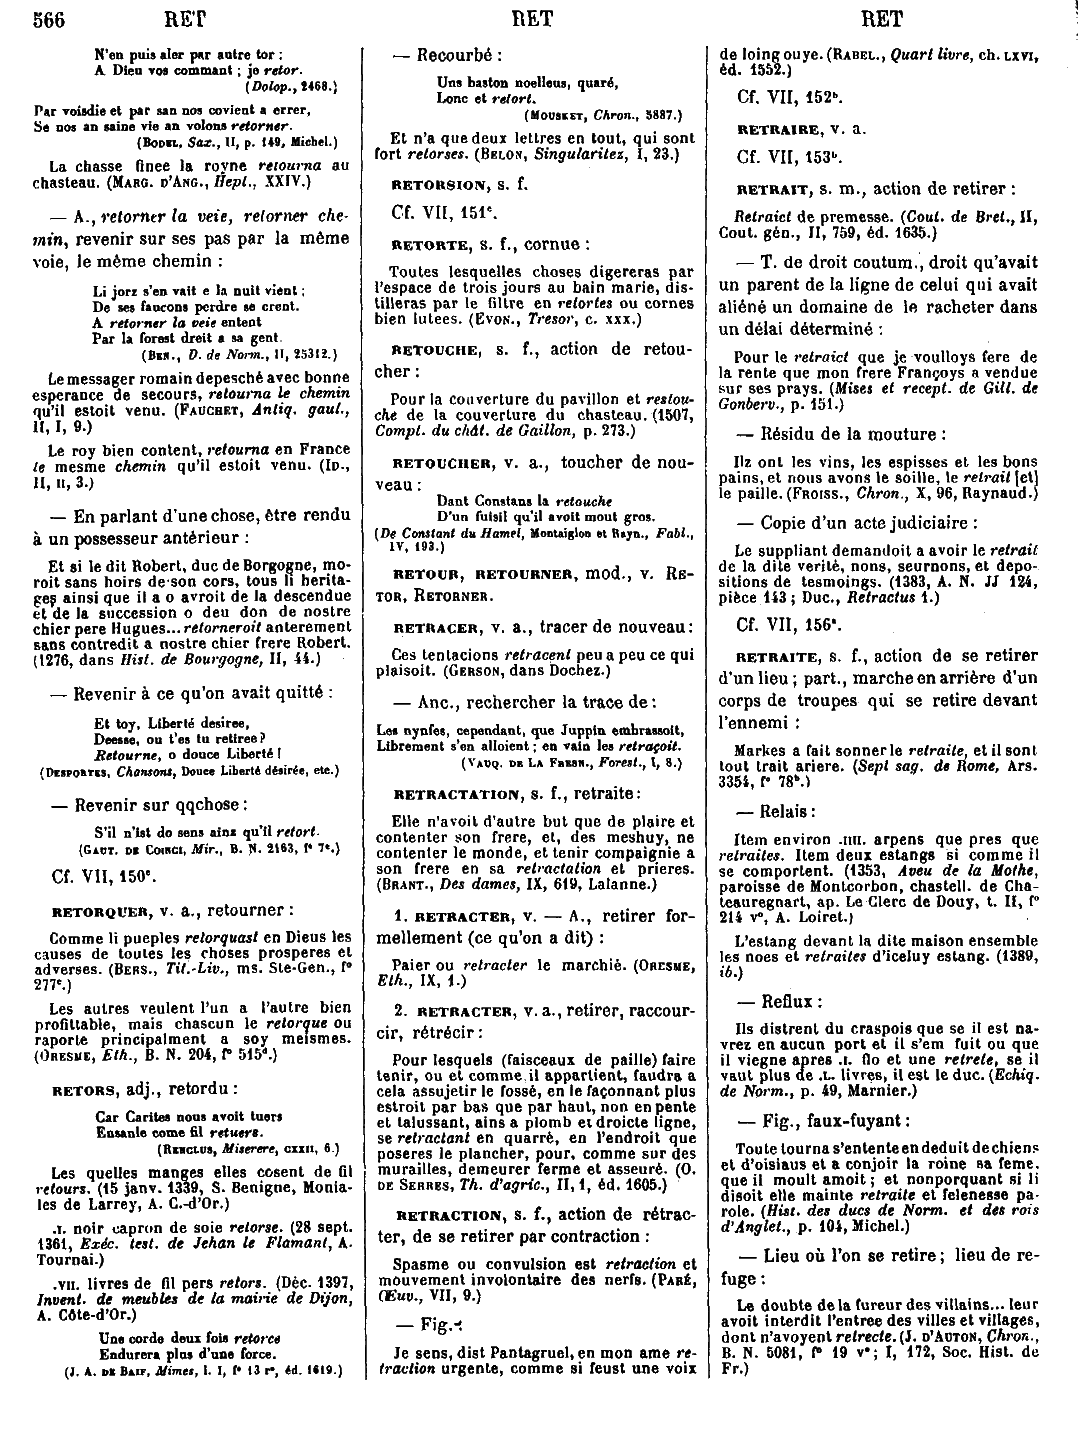 566 RET RET RET
N'en puis aler par autre tor :
A Dieu vos commant ; je retor.
(Dolop., 2468.)
Par voisdie et par san nos covient a errer,
Se nos an saine vie an volons retorner.
(BODEL, Sax., II, p. 149, Michel.)
La chasse finee la royne retourna au
chasteau. (MARG. D'ANG., Hept., XXIV.)
— A., retorner la veie, retorner che-
min, revenir sur ses pas par la même
voie, le même chemin :
Li jorz s'en vait e la nuit vient ;
De ses faucons perdre se crent.
A retorner la veie entent
Par la forest dreit a sa gent.
(BEN., D. de Norm., II, 25312.)
Le messager romain depesché avec bonne
esperance de secours, retourna le chemin
qu'il estoit venu. (FAUCHET, Antiq. gaul.,
II, I, 9.)
Le roy bien content, retourna en France
le mesme chemin qu'il estoit venu. (ID.,
II, II, 3.)
— En parlant d'une chose, être rendu
à un possesseur antérieur :
Et si le dit Robert, duc de Borgogne, mo-
roit sans hoirs de son cors, tous li herita-
ges ainsi que il a o avroit de la descendue
et de la succession o deu don de nostre
chier pere Hugues... retorneroit anterement
sans contredit a nostre chier frere Robert.
(1276, dans Hist. de Bourgogne, II, 44.)
— Revenir à ce qu'on avait quitté :
Et toy, Liberté desiree,
Deesse, ou t'es tu retiree ?
Retourne, o douce Liberté !
(DESPORTES, Chansons, Douce Liberté désirée, etc.)
— Revenir sur qqchose :
S'il n'ist do sens ainz qu'il retort.
(GAUT. DE COINCI, Mir., B. N. 2163, f° 7c.)
Cf. VII, 150c.
RETORQUER, v. a., retourner :
Comme li pueples retorquast en Dieus les
causes de toutes les choses prosperes et
adverses. (BERS., Tit.-Liv., ms. Ste-Gen., f°
277c.)
Les autres veulent l'un a l'autre bien
profittable, mais chascun le retorque ou
raporte principalment a soy meismes.
(ORESME, Eth., B. N. 204, f° 515d.)
RETORS, adj., retordu :
Car Carites nous avoit tuers
Ensanle come fil retuers.
(RENCLUS, Miserere, CXXII, 6.)
Les quelles manges elles cosent de fil
retours. (15 janv. 1339, S. Benigne, Monia-
les de Larrey, A. C.-d'Or.)
.I. noir capron de soie retorse. (28 sept.
1361, Exéc. test. de Jehan le Flamant, A.
Tournai.)
.VII. livres de fil pers retors. (Déc. 1397,
Invent. de meubles de la mairie de Dijon,
A. Côte-d'Or.)
Une corde deux fois retorce
Endurera plus d'une force.
(J. A. DE BAIF, Mimes, l. I, f° 13 r°, éd. 1619.)
— Recourbé :
Uns baston noelleus, quaré,
Lonc et retort.
(MOUSKET, Chron., 5887.)
Et n'a que deux lettres en tout, qui sont
fort retorses. (BELON, Singularitez, I, 23.)
RETORSION, s. f.
Cf. VII, 151c.
RETORTE, s. f., cornue :
Toutes lesquelles choses digereras par
l'espace de trois jours au bain marie, dis-
tilleras par le filtre en retortes ou cornes
bien lutees. (EVON., Tresor, c. XXX.)
RETOUCHE, s. f., action de retou-
cher :
Pour la couverture du pavillon et restou-
che de la couverture du chasteau. (1507,
Compt. du chât. de Gaillon, p. 273.)
RETOUCHER, v. a., toucher de nou-
veau :
Dant Constans la retouche
D'un fuisil qu'il avoit mout gros.
(De Constant du Hamel, Montaiglon et Rayn., Fabl.,
IV, 193.)
RETOUR, RETOURNER, mod., v. RE-
TOR, RETORNER.
RETRACER, v. a., tracer de nouveau :
Ces tentacions retracent peu a peu ce qui
plaisoit. (GERSON, dans Dochez.)
— Anc., rechercher la trace de :
Les nynfes, cependant, que Juppin embrassoit,
Librement s'en alloient ; en vain les retraçoit.
(VAUQ. DE LA FRESN., Forest., I, 8.)
RETRACTATION, s. f., retraite :
Elle n'avoit d'autre but que de plaire et
contenter son frere, et, des meshuy, ne
contenter le monde, et tenir compaignie a
son frere en sa retractation et prieres.
(BRANT., Des dames, IX, 619, Lalanne.)
1. RETRACTER, v. — A., retirer for-
mellement (ce qu'on a dit) :
Paier ou retracter le marchié. (ORESME,
Eth., IX, 1.)
2. RETRACTER, v. a., retirer, raccour-
cir, rétrécir :
Pour lesquels (faisceaux de paille) faire
tenir, ou et comme il appartient, faudra a
cela assujetir le fossé, en le façonnant plus
estroit par bas que par haut, non en pente
et talussant, ains a plomb et droicte ligne,
se retractant en quarré, en l'endroit que
poseres le plancher, pour, comme sur des
murailles, demeurer ferme et asseuré. (O.
DE SERRES, Th. d'agric., II, 1, éd. 1605.)
RETRACTION, s. f., action de rétrac-
ter, de se retirer par contraction :
Spasme ou convulsion est retraction et
mouvement involontaire des nerfs. (PARÉ,
Œuv., VII, 9.)
— Fig. :
Je sens, dist Pantagruel, en mon ame re-
traction urgente, comme si feust une voix
de loing ouye. (RABEL., Quart livre, ch. LXVI,
éd. 1552.)
Cf. VII, 152b.
RETRAIRE, v. a.
Cf. VII, 153b.
RETRAIT, s. m., action de retirer :
Retraict de premesse. (Cout. de Bret., II,
Cout. gén., II, 759, éd. 1635.)
— T. de droit coutum., droit qu'avait
un parent de la ligne de celui qui avait
aliéné un domaine de le racheter dans
un délai déterminé :
Pour le retraict que je voulloys fere de
la rente que mon frere Françoys a vendue
sur ses prays. (Mises et recept. de Gill. de
Gonberv., p. 151.)
— Résidu de la mouture :
Ilz ont les vins, les espisses et les bons
pains, et nous avons le soille, le retrait [et]
le paille. (FROISS., Chron., X, 96, Raynaud.)
— Copie d'un acte judiciaire :
Le suppliant demandoit a avoir le retrait
de la dite verité, nons, seurnons, et depo-
sitions de tesmoings. (1383, A. N. JJ 124,
pièce 143 ; Duc., Retractus 1.)
Cf. VII, 156a.
RETRAITE, s. f., action de se retirer
d'un lieu ; part., marche en arrière d'un
corps de troupes qui se retire devant
l'ennemi :
Markes a fait sonner le retraite, et il sont
tout trait ariere. (Sept sag. de Rome, Ars.
3354, f° 78b.)
— Relais :
Item environ .IIII. arpens que pres que
retraites. Item deux estangs si comme il
se comportent. (1353, Aveu de la Mothe,
paroisse de Montcorbon, chastell. de Cha-
teauregnart, ap. Le Clerc de Douy, t. II, f°
214 v°, A. Loiret.)
L'estang devant la dite maison ensemble
les noes et retraites d'iceluy estang. (1389,
ib.)
— Reflux :
Ils distrent du craspois que se il est na-
vrez en aucun port et il s'em fuit ou que
il viegne apres .I. flo et une retrete, se il
vaut plus de .L. livres, il est le duc. (Echiq.
de Norm., p. 49, Marnier.)
— Fig., faux-fuyant :
Toute tourna s'entente en deduit de chiens
et d'oisiaus et a conjoir la roine sa feme,
que il moult amoit ; et nonporquant si li
disoit elle mainte retraite et felenesse pa-
role. (Hist. des ducs de Norm. et des rois
d'Anglet., p. 104, Michel.)
— Lieu où l'on se retire ; lieu de re-
fuge :
Le doubte de la fureur des villains... leur
avoit interdit l'entree des villes et villages,
dont n'avoyent retrecte. (J. D'AUTON, Chron.,
B. N. 5081, f° 19 v° ; I, 172, Soc. Hist. de
Fr.)